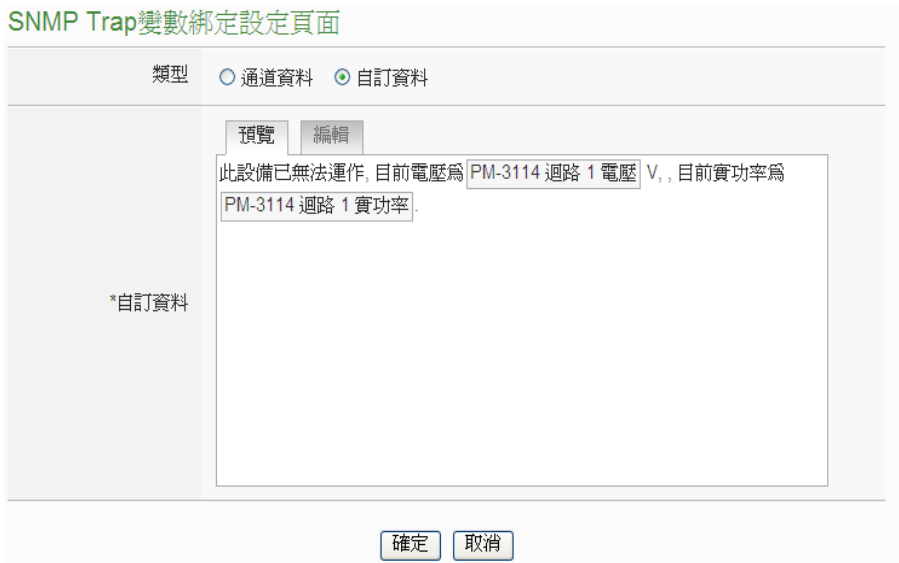 SNMP Trap變數綁定設定頁面
類型 通道資料 自訂資料
預覽 編輯
此設備已無法運作, 目前電壓爲 PM-3114 迴路 1 電壓 V, , 目前實功率爲
PM-3114 迴路 1 實功率 .
*自訂資料
確定 取消